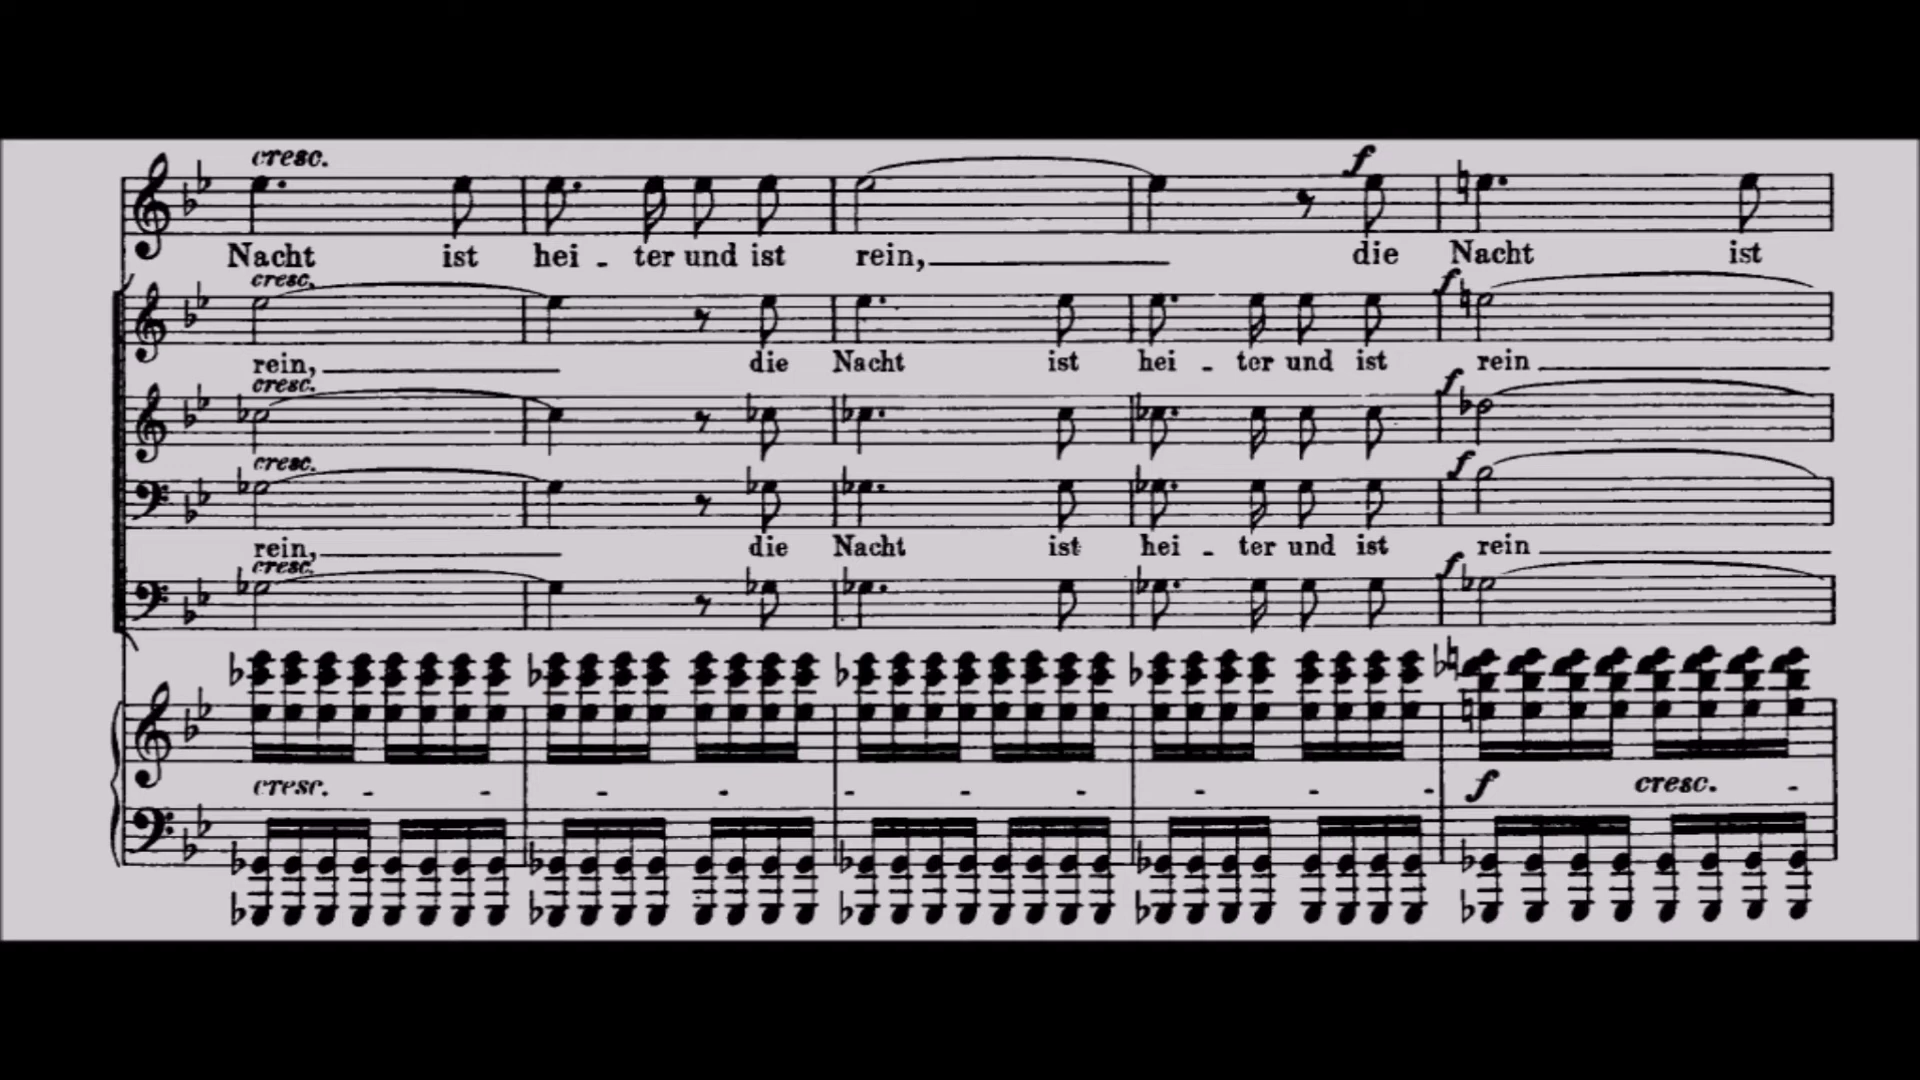 cresc.
f
Nacht ist hei - ter und ist rein, die Nacht ist
cresc.
f
rein, die Nacht ist hei - ter und ist rein
cresc.
f
cresc.
f
rein, die Nacht ist hei - ter und ist rein
cresc.
f
cresc. - - - - - - - - - f cresc. -